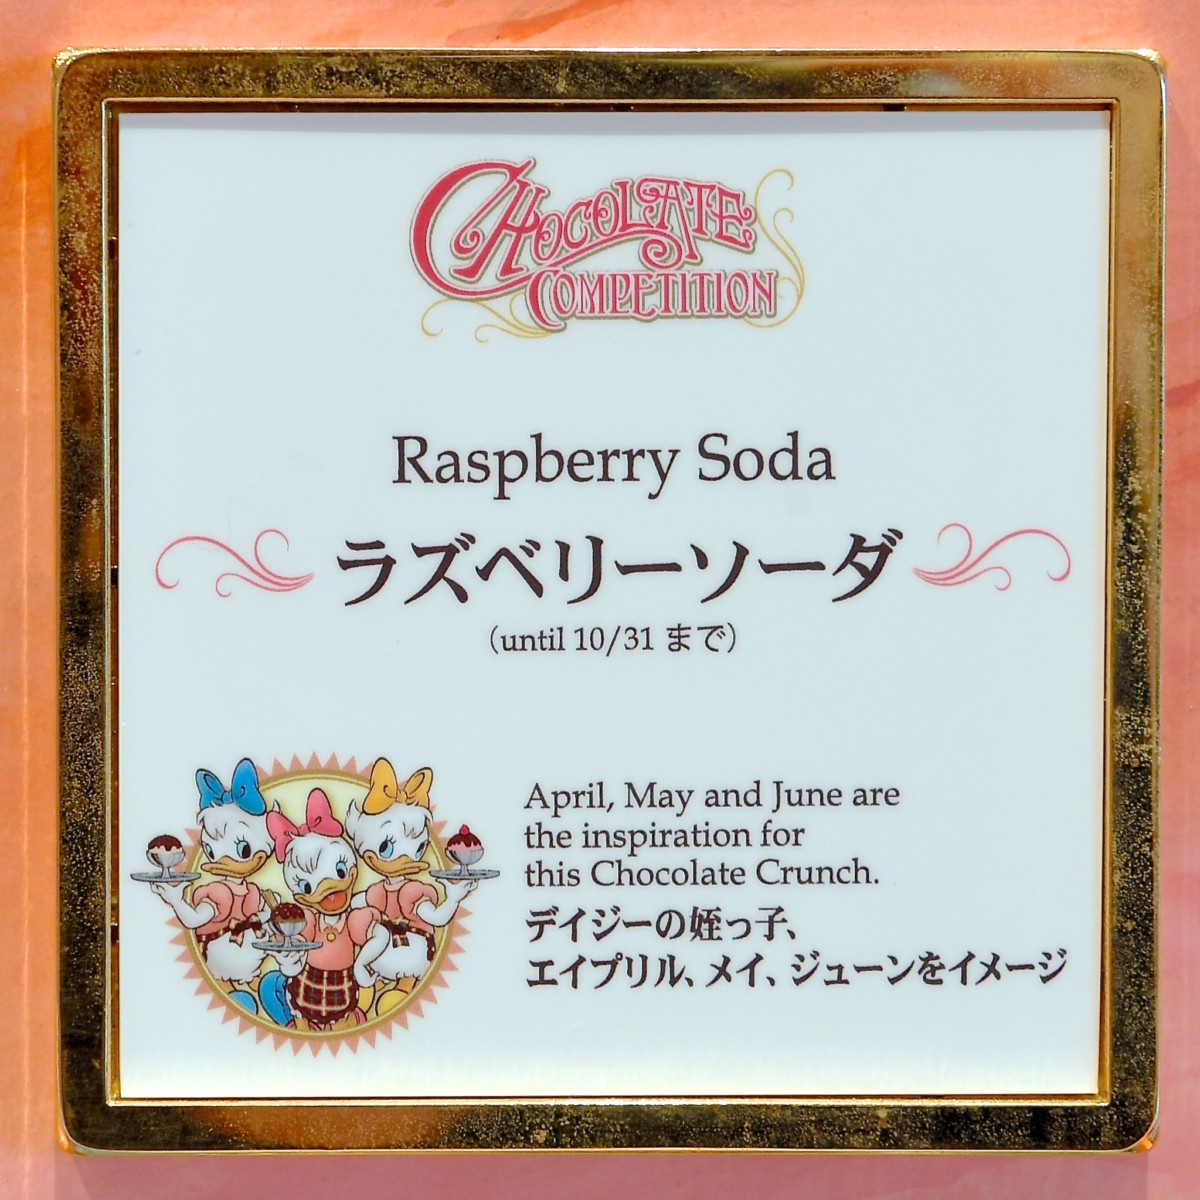 CHOCOLATE
COMPETITION
Raspberry Soda
ラズベリーソーダ
(until 10/31 まで)
April, May and June are
the inspiration for
this Chocolate Crunch.
デイジーの姪っ子、
エイプリル、メイ、ジューンをイメージ